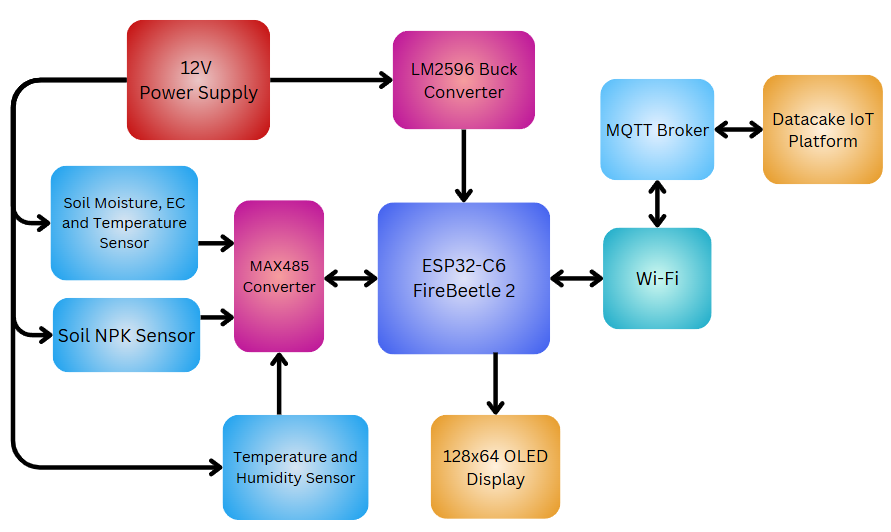 12V
Power Supply
LM2596 Buck
Converter
MQTT Broker
Datacake IoT
Platform
Soil Moisture, EC
and Temperature
Sensor
MAX485
Converter
ESP32-C6
FireBeetle 2
Wi-Fi
Soil NPK Sensor
Temperature and
Humidity Sensor
128x64 OLED
Display